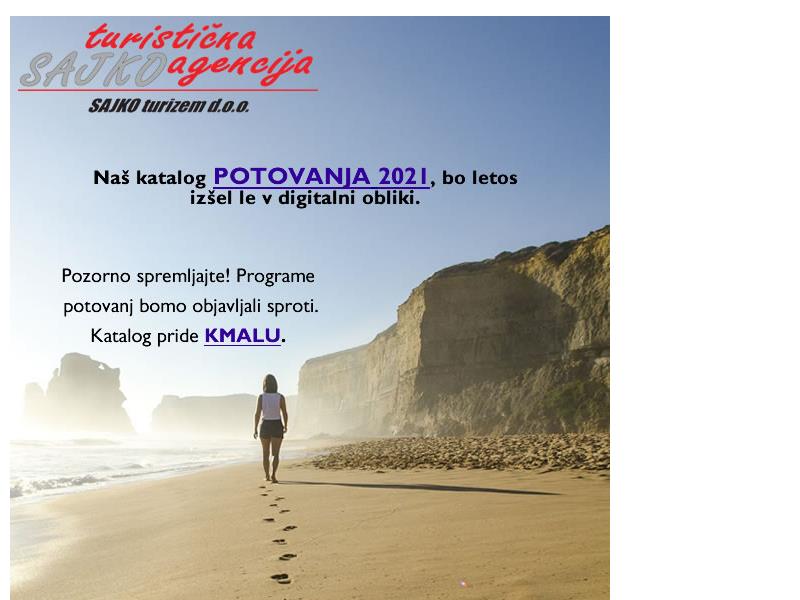 turistična
SAJKO agencija
SAJKO turizem d.o.o.
Naš katalog POTOVANJA 2021, bo letos
izšel le v digitalni obliki.
Pozorno spremljajte! Programe
potovanj bomo objavljali sproti.
Katalog pride KMALU.